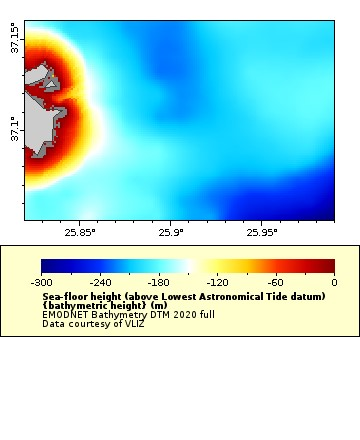 37.15°
37.1°
25.85° 25.9° 25.95°
-300 -240 -180 -120 -60 0
Sea-floor height (above Lowest Astronomical Tide datum)
{bathymetric height} (m)
EMODNET Bathymetry DTM 2020 full
Data courtesy of VLIZ